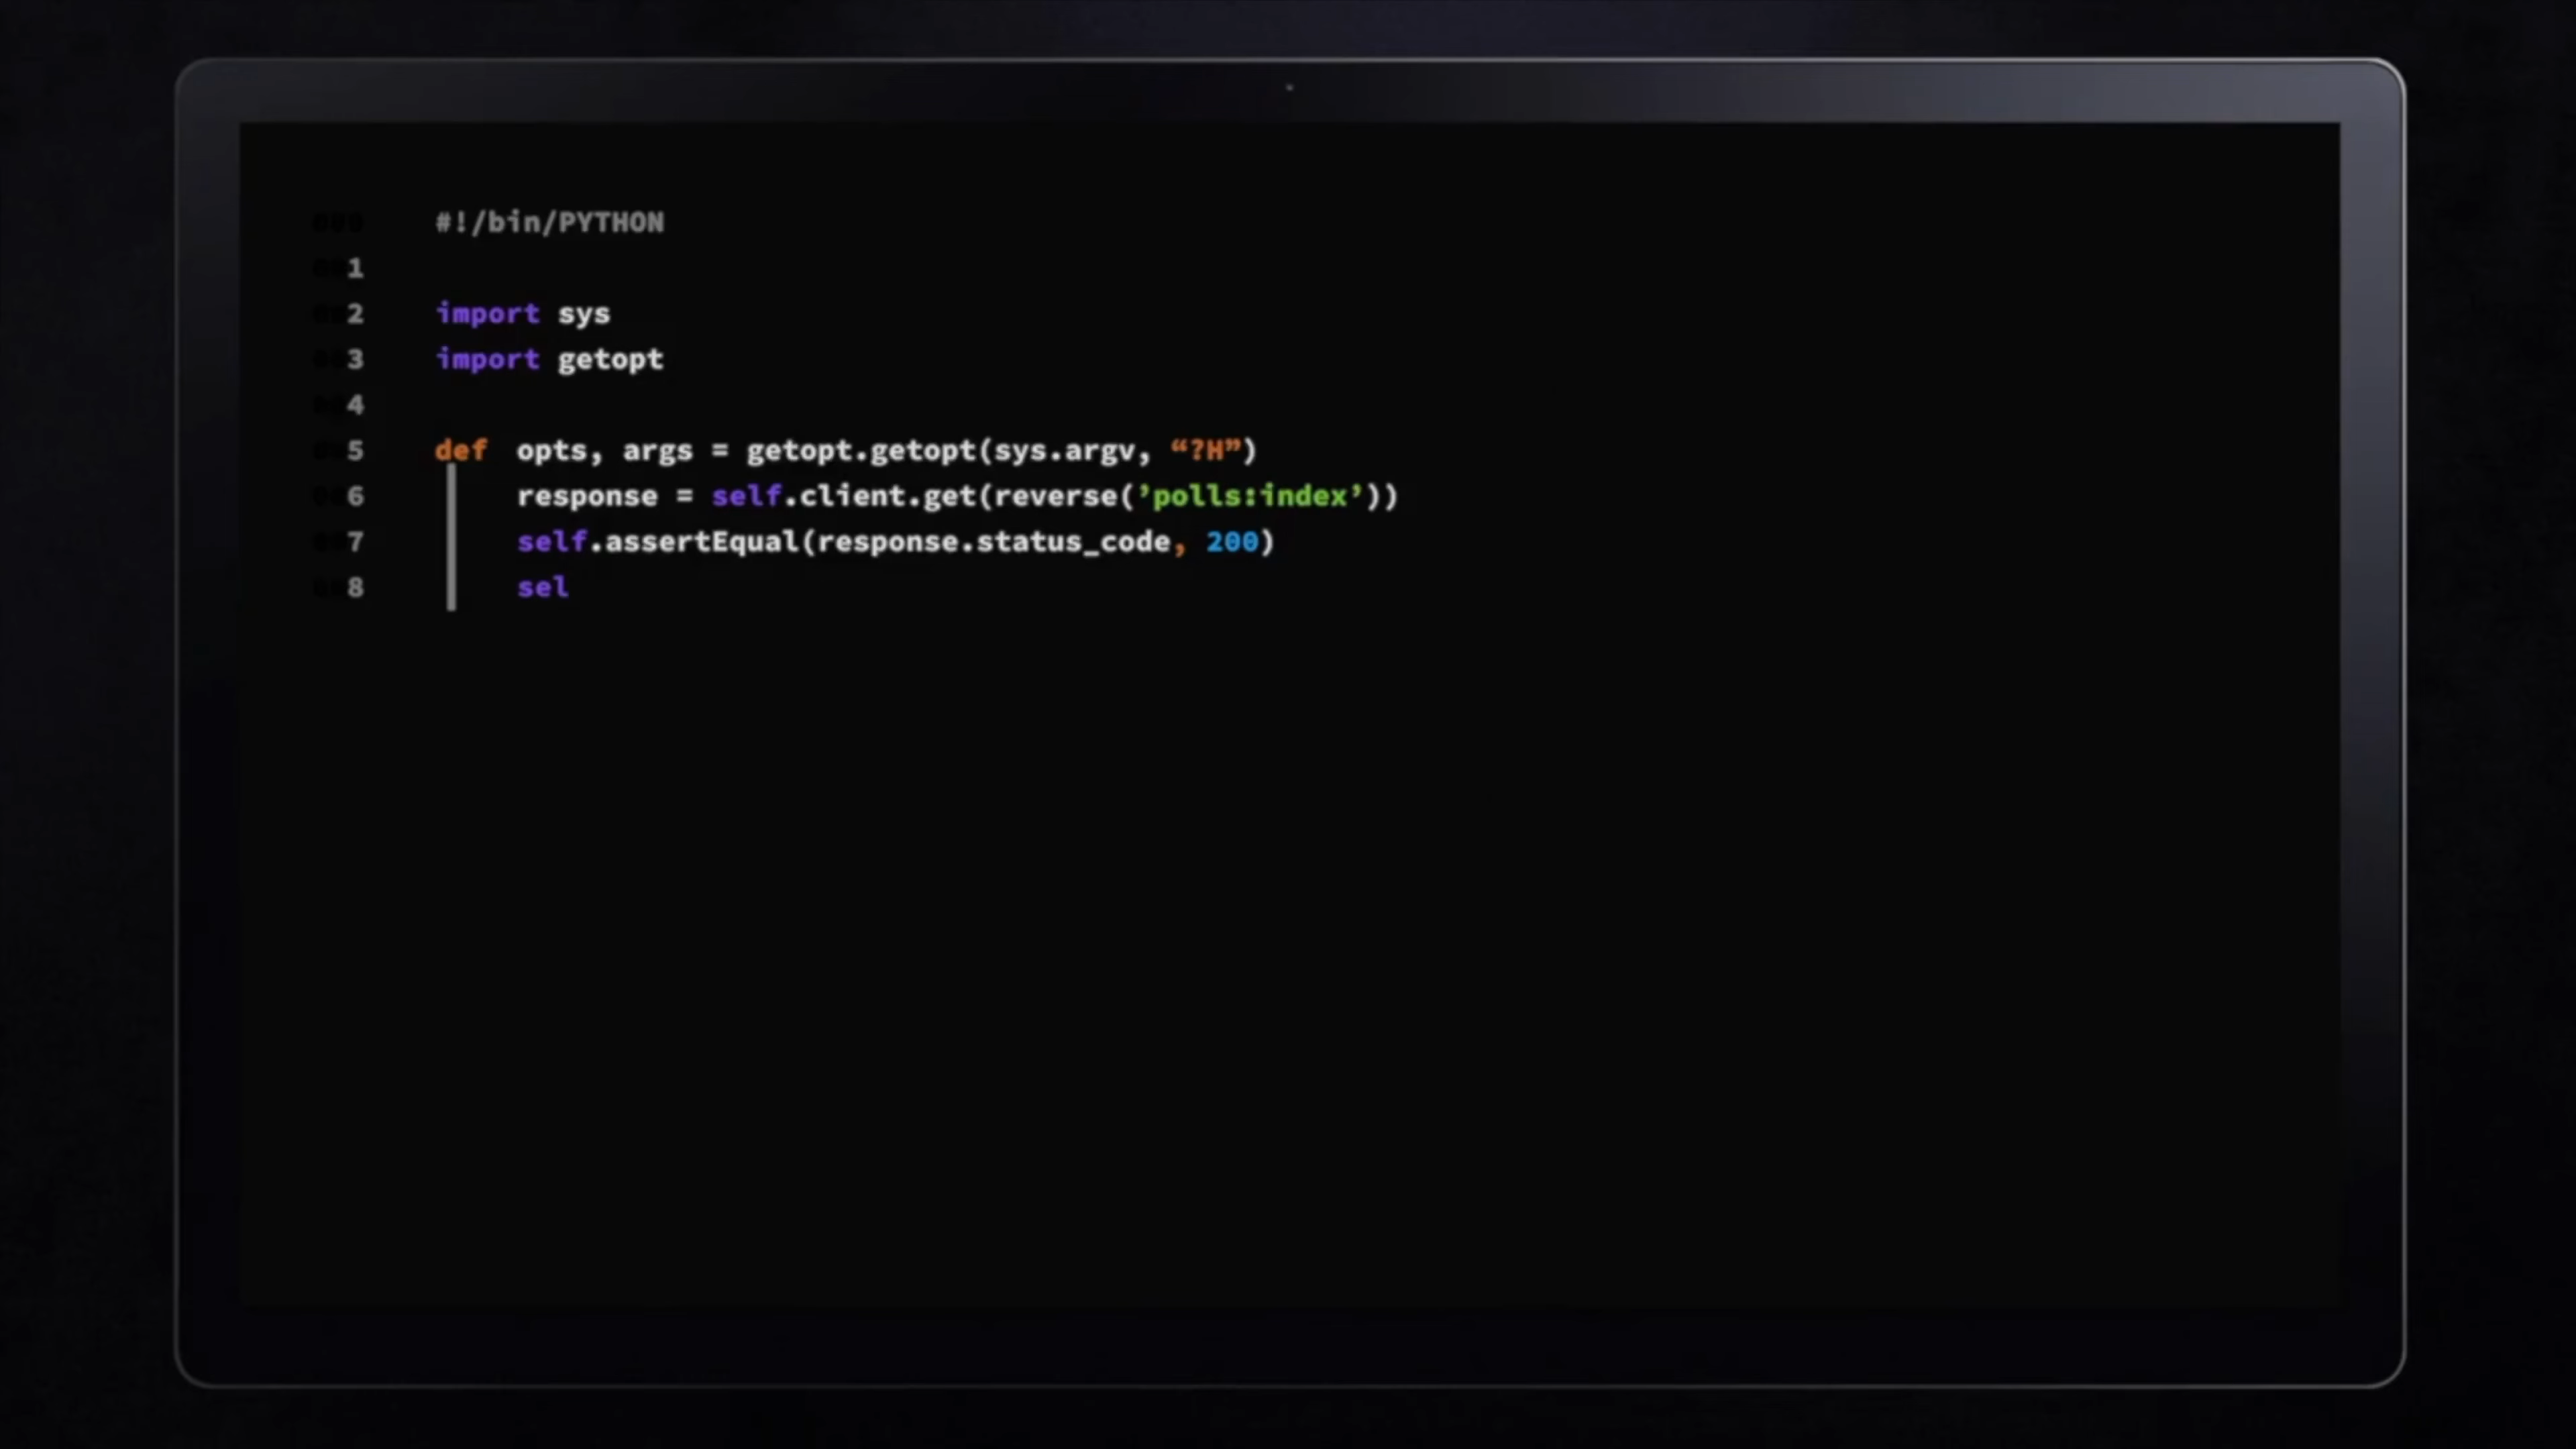 #!/bin/PYTHON
1
2 import sys
3 import getopt
4
5 def opts, args = getopt.getopt(sys.argv, “?H”)
6 response = self.client.get(reverse(’polls:index’))
7 self.assertEqual(response.status_code, 200)
8 sel